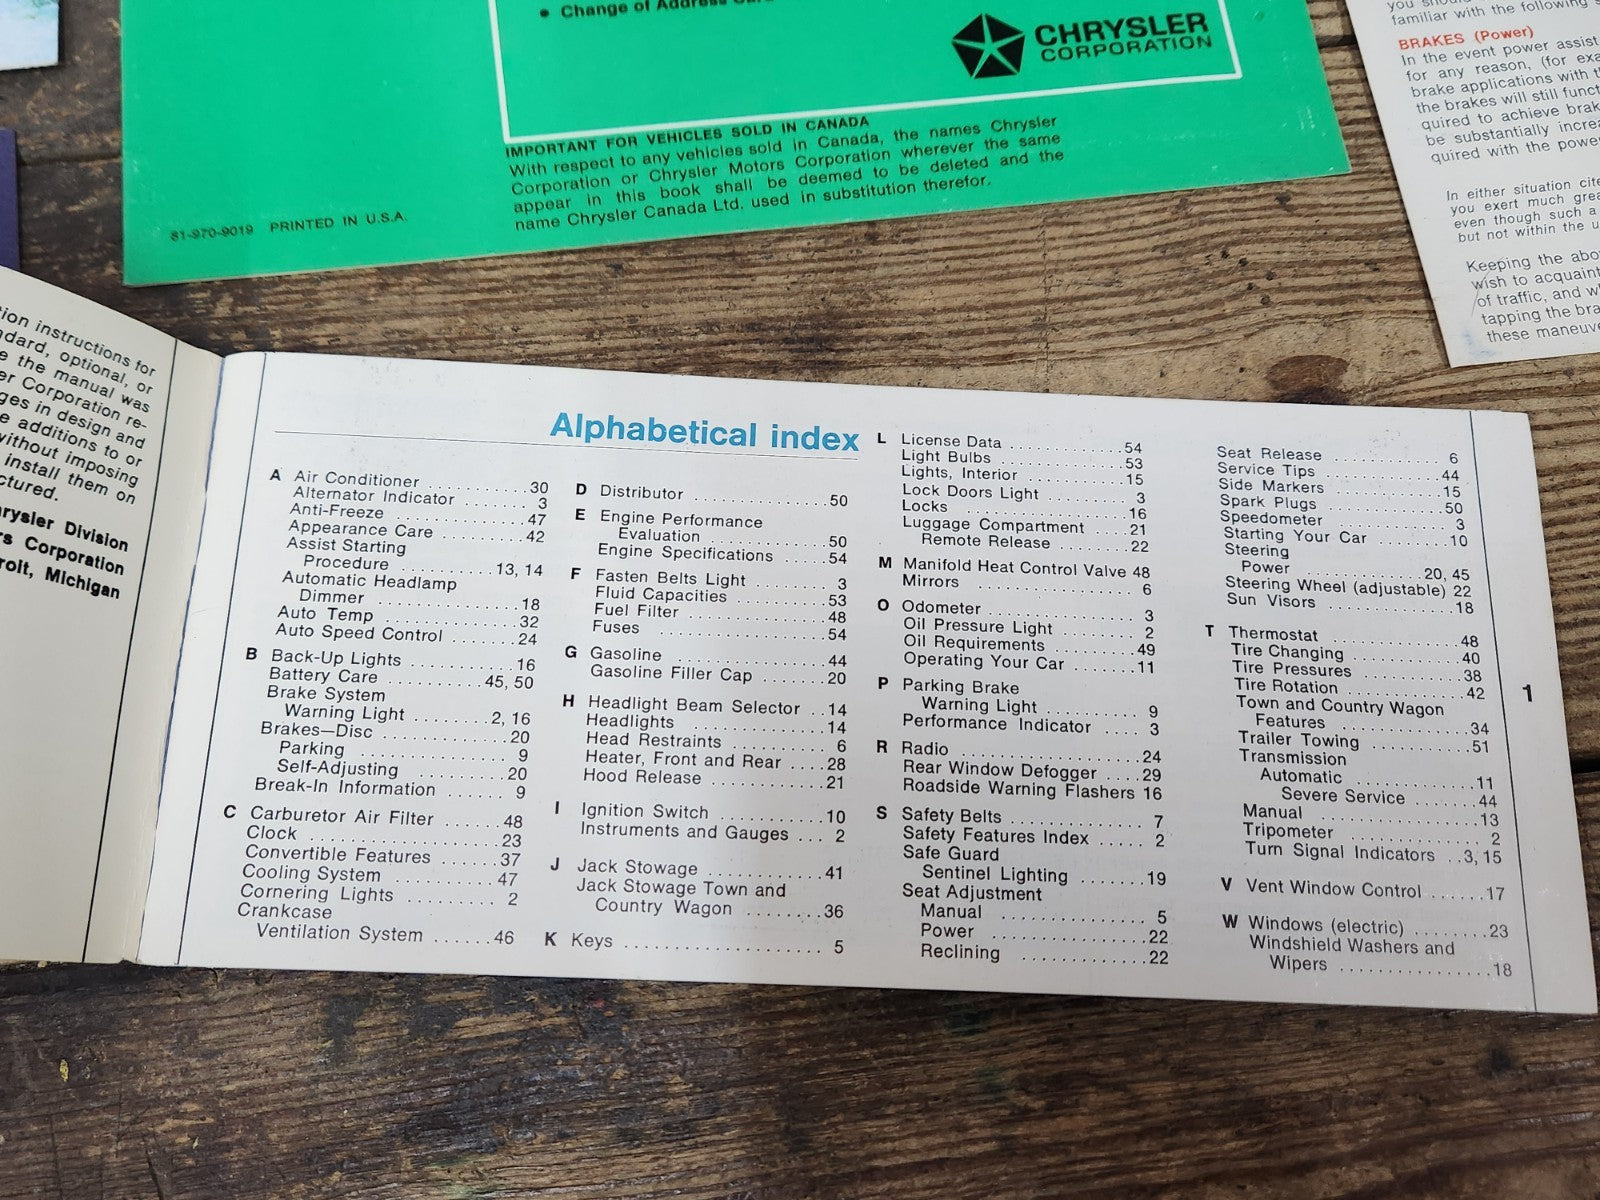 • Change of Address Card
CHRYSLER
CORPORATION
IMPORTANT FOR VEHICLES SOLD IN CANADA
With respect to any vehicles sold in Canada, the names Chrysler
Corporation or Chrysler Motors Corporation wherever the same
appear in this book shall be deemed to be deleted and the
name Chrysler Canada Ltd. used in substitution therefor.
81-970-9019 PRINTED IN U.S.A.
you should
familiar with the following
BRAKES (Power)
In the event power assist
for any reason, (for
brake applications with
the brakes will still
quired to achieve
be substantially
quired with the
In either situation
you exert much
even though such a
but not within the
Keeping the
wish to acquaint
of traffic, and
tapping the
these
instructions for
optional, or
the manual was
Corporation re-
in design and
additions to or
without imposing
install them on
Chrysler Division
Corporation
Michigan
Alphabetical index
A Air Conditioner ............30
Alternator Indicator .........3
Anti-Freeze .................47
Appearance Care ...........42
Assist Starting
Procedure ............13, 14
Automatic Headlamp
Dimmer .................18
Auto Temp .................32
Auto Speed Control .......24
B Back-Up Lights ............16
Battery Care ..........45, 50
Brake System
Warning Light ........2, 16
Brakes—Disc ...............20
Parking ................. 9
Self-Adjusting ..........20
Break-In Information ...... 9
C Carburetor Air Filter ......48
Clock ....................23
Convertible Features ......37
Cooling System ...........47
Cornering Lights ......... 2
Crankcase
Ventilation System ......46
D Distributor ...............50
E Engine Performance
Evaluation ..............50
Engine Specifications .....54
F Fasten Belts Light ......... 3
Fluid Capacities ...........53
Fuel Filter ................48
Fuses ....................54
G Gasoline .................44
Gasoline Filler Cap .......20
H Headlight Beam Selector ..14
Headlights ................14
Head Restraints .......... 6
Heater, Front and Rear ....28
Hood Release .............21
I Ignition Switch ............10
Instruments and Gauges ... 2
J Jack Stowage .............41
Jack Stowage Town and
Country Wagon ........36
K Keys .................... 5
L License Data .............54
Light Bulbs ..............53
Lights, Interior ............15
Lock Doors Light ......... 3
Locks ...................16
Luggage Compartment ....21
Remote Release ........22
M Manifold Heat Control Valve 48
Mirrors ................. 6
O Odometer ................ 3
Oil Pressure Light ........ 2
Oil Requirements .........49
Operating Your Car .......11
P Parking Brake
Warning Light .......... 9
Performance Indicator .... 3
R Radio ...................24
Rear Window Defogger ...29
Roadside Warning Flashers 16
S Safety Belts .............. 7
Safety Features Index ..... 2
Safe Guard
Sentinel Lighting .......19
Seat Adjustment
Manual ................ 5
Power .................22
Reclining ..............22
Seat Release ............ 6
Service Tips .............44
Side Markers ............15
Spark Plugs .............50
Speedometer ............ 3
Starting Your Car ........10
Steering
Power ..............20, 45
Steering Wheel (adjustable) 22
Sun Visors ...............18
T Thermostat ...............48
Tire Changing ............40
Tire Pressures ............38
Tire Rotation .............42
Town and Country Wagon
Features ................34
Trailer Towing ............51
Transmission
Automatic ..............11
Severe Service .......44
Manual .................13
Tripometer ............... 2
Turn Signal Indicators ..3, 15
V Vent Window Control ......17
W Windows (electric) ........23
Windshield Washers and
Wipers .................18
1